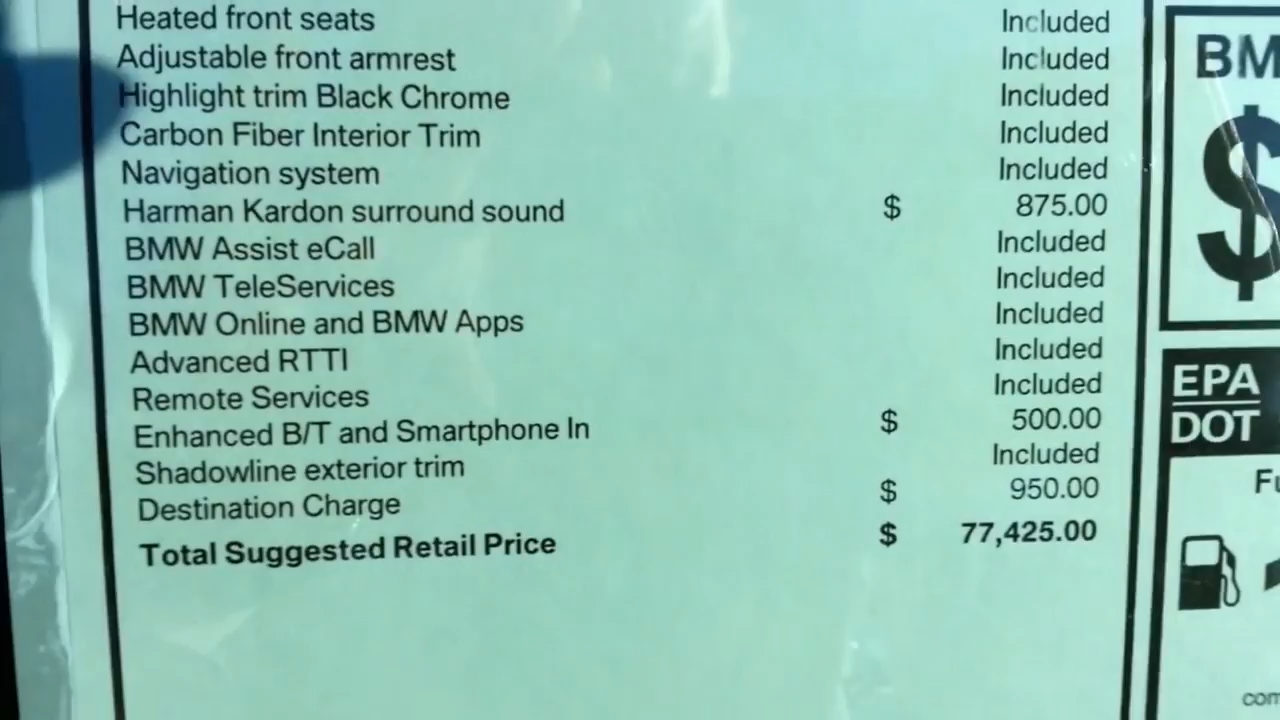 Heated front seats Included
Adjustable front armrest Included
Highlight trim Black Chrome Included
Carbon Fiber Interior Trim Included
Navigation system Included
Harman Kardon surround sound $ 875.00
BMW Assist eCall Included
BMW TeleServices Included
BMW Online and BMW Apps Included
Advanced RTTI Included
Remote Services Included
Enhanced B/T and Smartphone In $ 500.00
Shadowline exterior trim Included
Destination Charge $ 950.00
Total Suggested Retail Price $ 77,425.00
BM
$
EPA
DOT
Fu
com